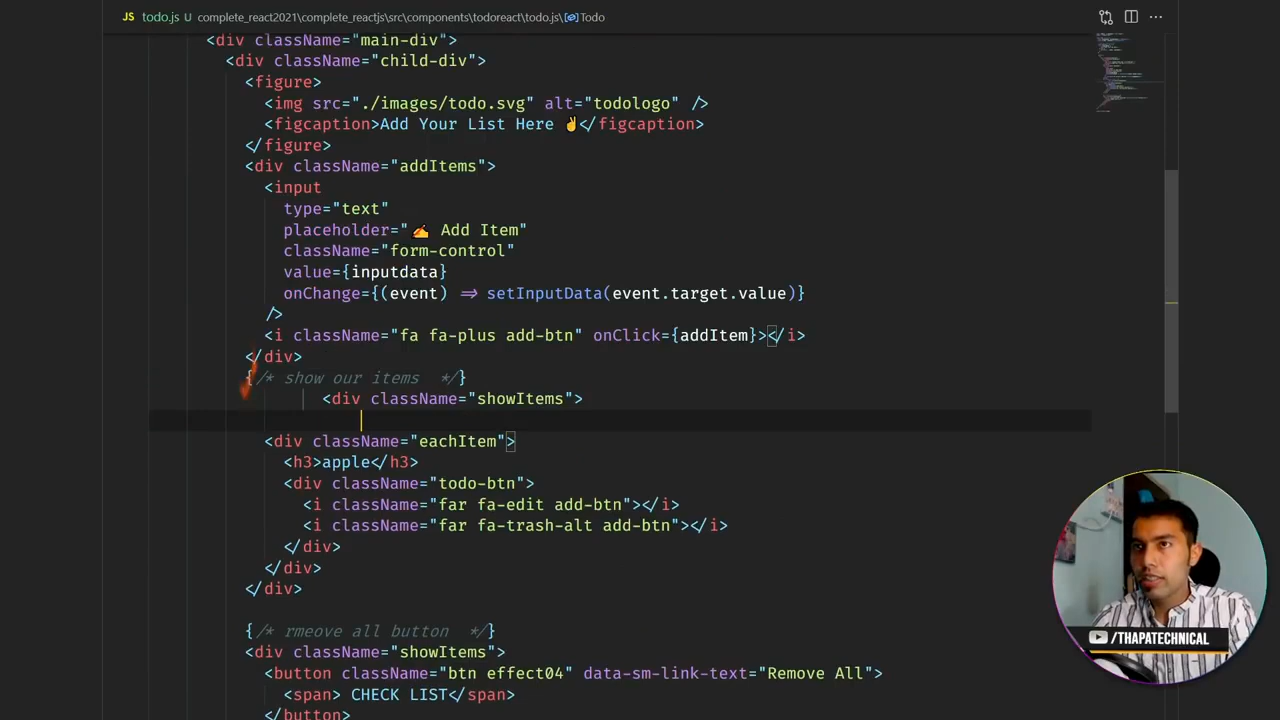 JS todo.js U complete_react2021\complete_reactjs\src\components\todoreact\todo.js\Todo ...
<div className="main-div">
<div className="child-div">
<figure>
<img src="./images/todo.svg" alt="todologo" />
<figcaption>Add Your List Here ✌</figcaption>
</figure>
<div className="addItems">
<input
type="text"
placeholder="✍ Add Item"
className="form-control"
value={inputdata}
onChange={(event) => setInputData(event.target.value)}
/>
<i className="fa fa-plus add-btn" onClick={addItem}></i>
</div>
{/* show our items  */}
<div className="showItems">
<div className="eachItem">
<h3>apple</h3>
<div className="todo-btn">
<i className="far fa-edit add-btn"></i>
<i className="far fa-trash-alt add-btn"></i>
</div>
</div>
</div>
{/* rmeove all button  */}
<div className="showItems">
<button className="btn effect04" data-sm-link-text="Remove All">
<span> CHECK LIST</span>
</button>
/THAPATECHNICAL